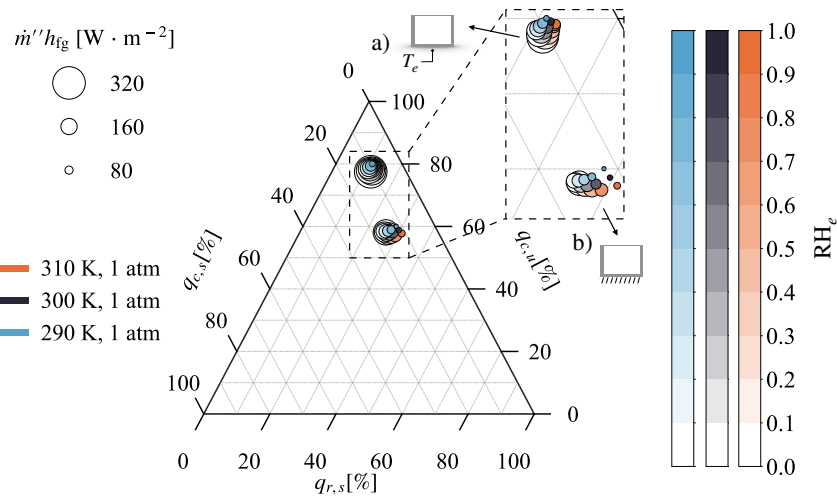 ṁ′′h_fg [W · m⁻²]
320
160
80
310 K, 1 atm
300 K, 1 atm
290 K, 1 atm
a)
T_e
b)
0
20
40
60
80
100
q_c,s[%]
100
80
60
40
20
0
q_c,u[%]
0
20
40
60
80
100
q_r,s[%]
1.0
0.9
0.8
0.7
0.6
0.5
0.4
0.3
0.2
0.1
0.0
RH_e